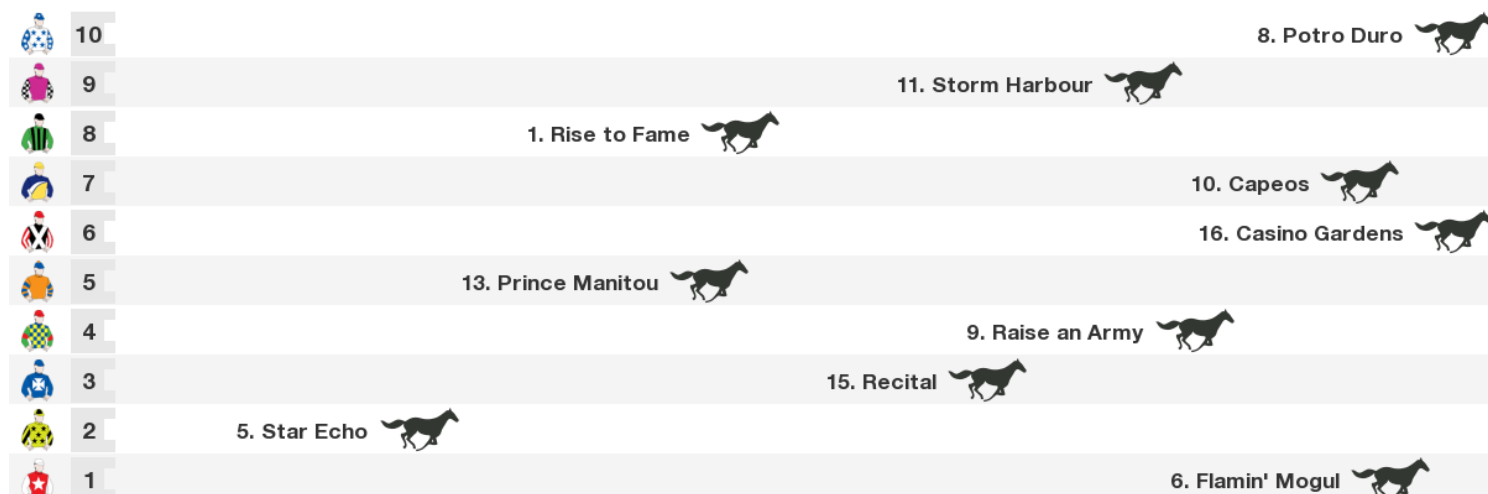 10 8. Potro Duro
9 11. Storm Harbour
8 1. Rise to Fame
7 10. Capeos
6 16. Casino Gardens
5 13. Prince Manitou
4 9. Raise an Army
3 15. Recital
2 5. Star Echo
1 6. Flamin' Mogul